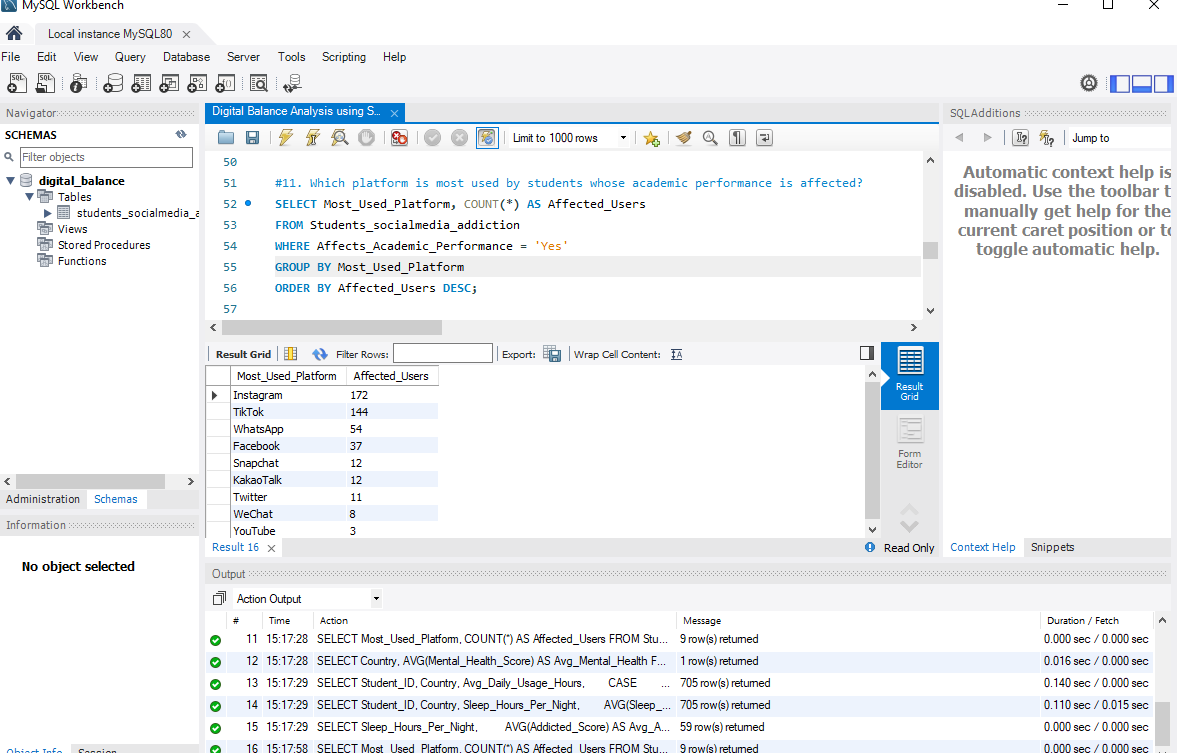 MySQL Workbench
Local instance MySQL80
File Edit View Query Database Server Tools Scripting Help
Navigator
SCHEMAS
Filter objects
digital_balance
Tables
students_socialmedia_a
Views
Stored Procedures
Functions
Administration Schemas
Information
No object selected
Object Info Session
Digital Balance Analysis using S...
Limit to 1000 rows
50
51 #11. Which platform is most used by students whose academic performance is affected?
52 SELECT Most_Used_Platform, COUNT(*) AS Affected_Users
53 FROM Students_socialmedia_addiction
54 WHERE Affects_Academic_Performance = 'Yes'
55 GROUP BY Most_Used_Platform
56 ORDER BY Affected_Users DESC;
57
Result Grid Filter Rows: Export: Wrap Cell Content:
Most_Used_Platform Affected_Users
Instagram 172
TikTok 144
WhatsApp 54
Facebook 37
Snapchat 12
KakaoTalk 12
Twitter 11
WeChat 8
YouTube 3
Result
Grid
Form
Editor
Result 16
Read Only
SQLAdditions
Jump to
Automatic context help is
disabled. Use the toolbar t
manually get help for the
current caret position or to
toggle automatic help.
Context Help Snippets
Output
Action Output
# Time Action Message Duration / Fetch
11 15:17:28 SELECT Most_Used_Platform, COUNT(*) AS Affected_Users FROM Stu... 9 row(s) returned 0.000 sec / 0.000 sec
12 15:17:28 SELECT Country, AVG(Mental_Health_Score) AS Avg_Mental_Health F... 1 row(s) returned 0.016 sec / 0.000 sec
13 15:17:29 SELECT Student_ID, Country, Avg_Daily_Usage_Hours, CASE ... 705 row(s) returned 0.140 sec / 0.000 sec
14 15:17:29 SELECT Student_ID, Country, Sleep_Hours_Per_Night, AVG(Sleep_... 705 row(s) returned 0.110 sec / 0.015 sec
15 15:17:29 SELECT Sleep_Hours_Per_Night, AVG(Addicted_Score) AS Avg_A... 59 row(s) returned 0.000 sec / 0.000 sec
16 15:17:58 SELECT Most_Used_Platform, COUNT(*) AS Affected_Users FROM Stu... 9 row(s) returned 0.000 sec / 0.000 sec